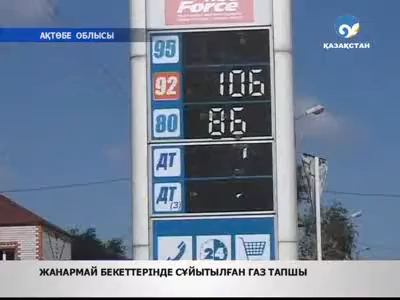 Force
АҚТӨБЕ ОБЛЫСЫ
ҚАЗАҚСТАН
95
92 106
80 86
ДТ
ДТ (З)
24
ЖАНАРМАЙ БЕКЕТТЕРІНДЕ СҰЙЫТЫЛҒАН ГАЗ ТАПШЫ